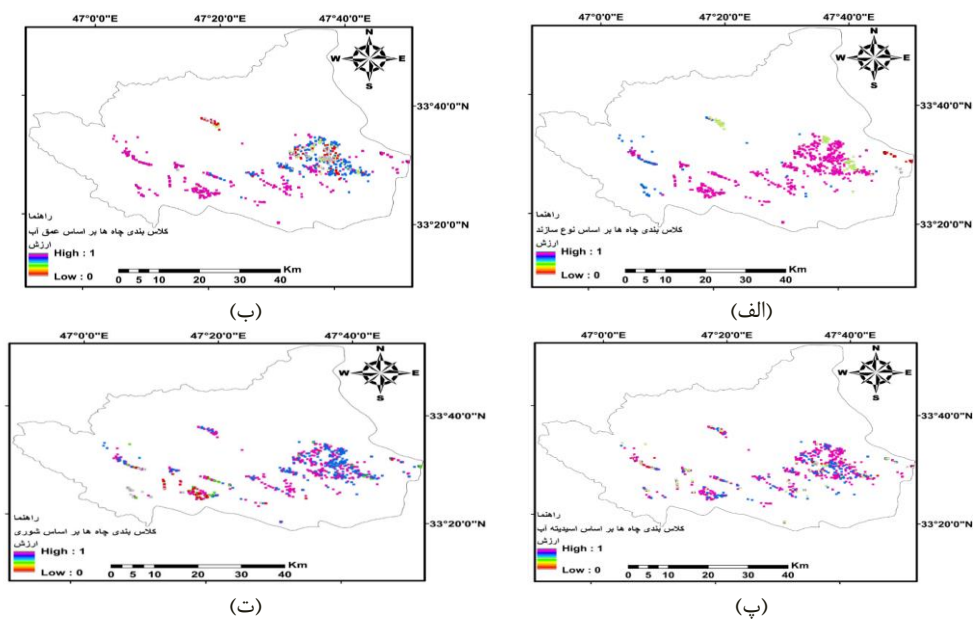 47°0'0"E 47°20'0"E 47°40'0"E
N
W E
S
33°40'0"N
33°20'0"N
راهنما
کلاس بندی چاه ها بر اساس نوع سازند
ارزش
High : 1
Low : 0
0 5 10 20 30 40 Km
(الف)
47°0'0"E 47°20'0"E 47°40'0"E
N
W E
S
33°40'0"N
33°20'0"N
راهنما
کلاس بندی چاه ها بر اساس عمق آب
ارزش
High : 1
Low : 0
0 5 10 20 30 40 Km
(ب)
47°0'0"E 47°20'0"E 47°40'0"E
N
W E
S
33°40'0"N
33°20'0"N
راهنما
کلاس بندی چاه ها بر اساس اسیدیته آب
ارزش
High : 1
Low : 0
0 5 10 20 30 40 Km
(پ)
47°0'0"E 47°20'0"E 47°40'0"E
N
W E
S
33°40'0"N
33°20'0"N
راهنما
کلاس بندی چاه ها بر اساس شوری
ارزش
High : 1
Low : 0
0 5 10 20 30 40 Km
(ت)